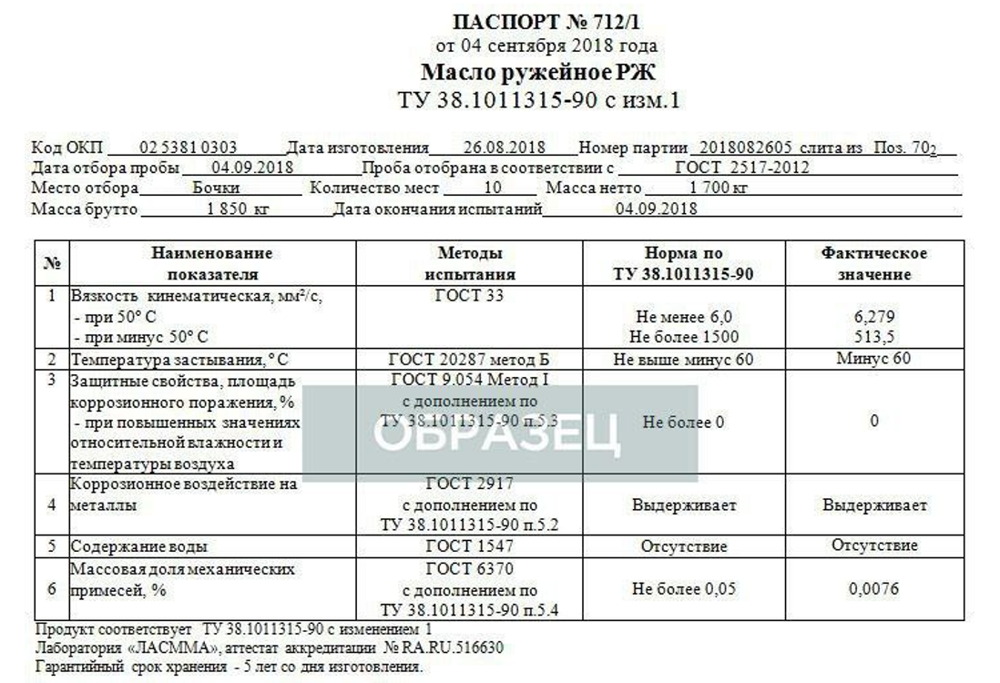 ПАСПОРТ № 712/1
от 04 сентября 2018 года
Масло ружейное РЖ
ТУ 38.1011315-90 с изм.1
Код ОКП 02 5381 0303 Дата изготовления 26.08.2018 Номер партии 2018082605 слита из Поз. 70₂
Дата отбора пробы 04.09.2018 Проба отобрана в соответствии с ГОСТ 2517-2012
Место отбора Бочки Количество мест 10 Масса нетто 1 700 кг
Масса брутто 1 850 кг Дата окончания испытаний 04.09.2018
№ Наименование показателя Методы испытания Норма по ТУ 38.1011315-90 Фактическое значение
1 Вязкость кинематическая, мм²/с, ГОСТ 33
- при 50° С Не менее 6,0 6,279
- при минус 50° С Не более 1500 513,5
2 Температура застывания, ° С ГОСТ 20287 метод Б Не выше минус 60 Минус 60
3 Защитные свойства, площадь ГОСТ 9.054 Метод I
коррозионного поражения, % с дополнением по
- при повышенных значениях ТУ 38.1011315-90 п.5.3 Не более 0 0
относительной влажности и
температуры воздуха
ОБРАЗЕЦ
Коррозионное воздействие на ГОСТ 2917
4 металлы с дополнением по Выдерживает Выдерживает
ТУ 38.1011315-90 п.5.2
5 Содержание воды ГОСТ 1547 Отсутствие Отсутствие
Массовая доля механических ГОСТ 6370
6 примесей, % с дополнением по Не более 0,05 0,0076
ТУ 38.1011315-90 п.5.4
Продукт соответствует ТУ 38.1011315-90 с изменением 1
Лаборатория «ЛАСММА», аттестат аккредитации № RA.RU.516630
Гарантийный срок хранения - 5 лет со дня изготовления.